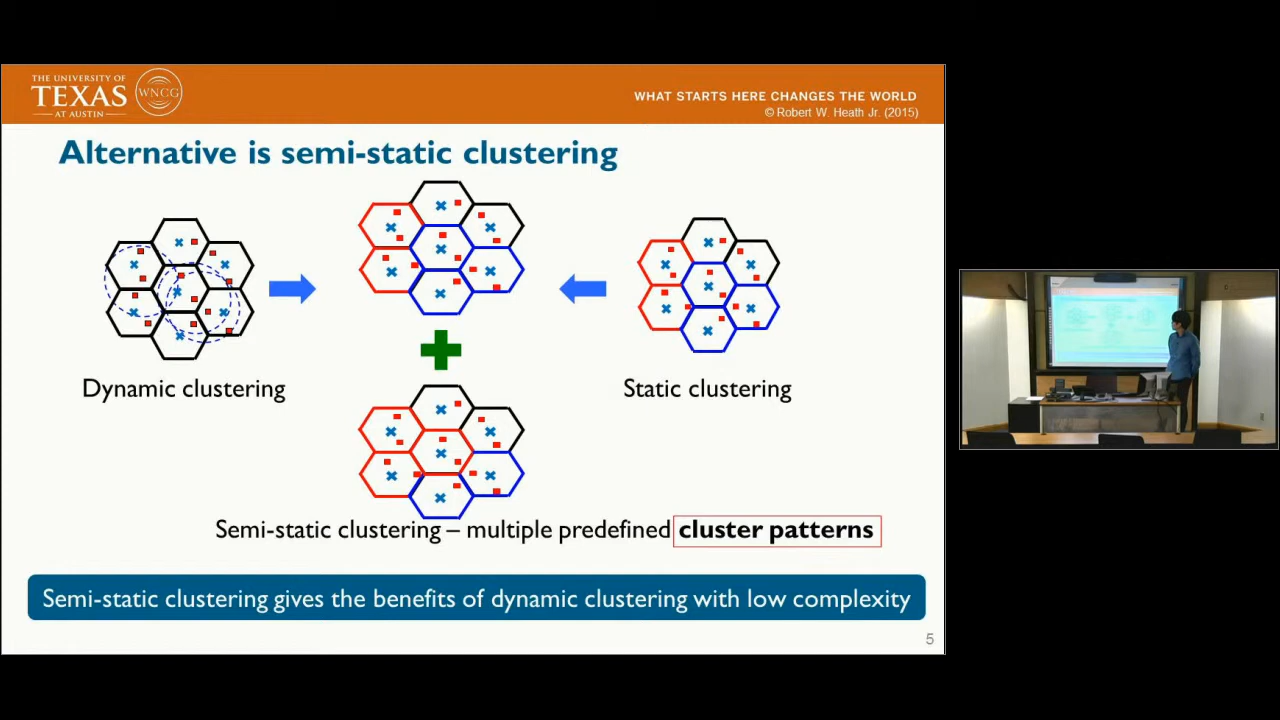 THE UNIVERSITY OF
TEXAS
AT AUSTIN
WNCG
WHAT STARTS HERE CHANGES THE WORLD
© Robert W. Heath Jr. (2015)
Alternative is semi-static clustering
Dynamic clustering
Static clustering
Semi-static clustering – multiple predefined cluster patterns
Semi-static clustering gives the benefits of dynamic clustering with low complexity
5